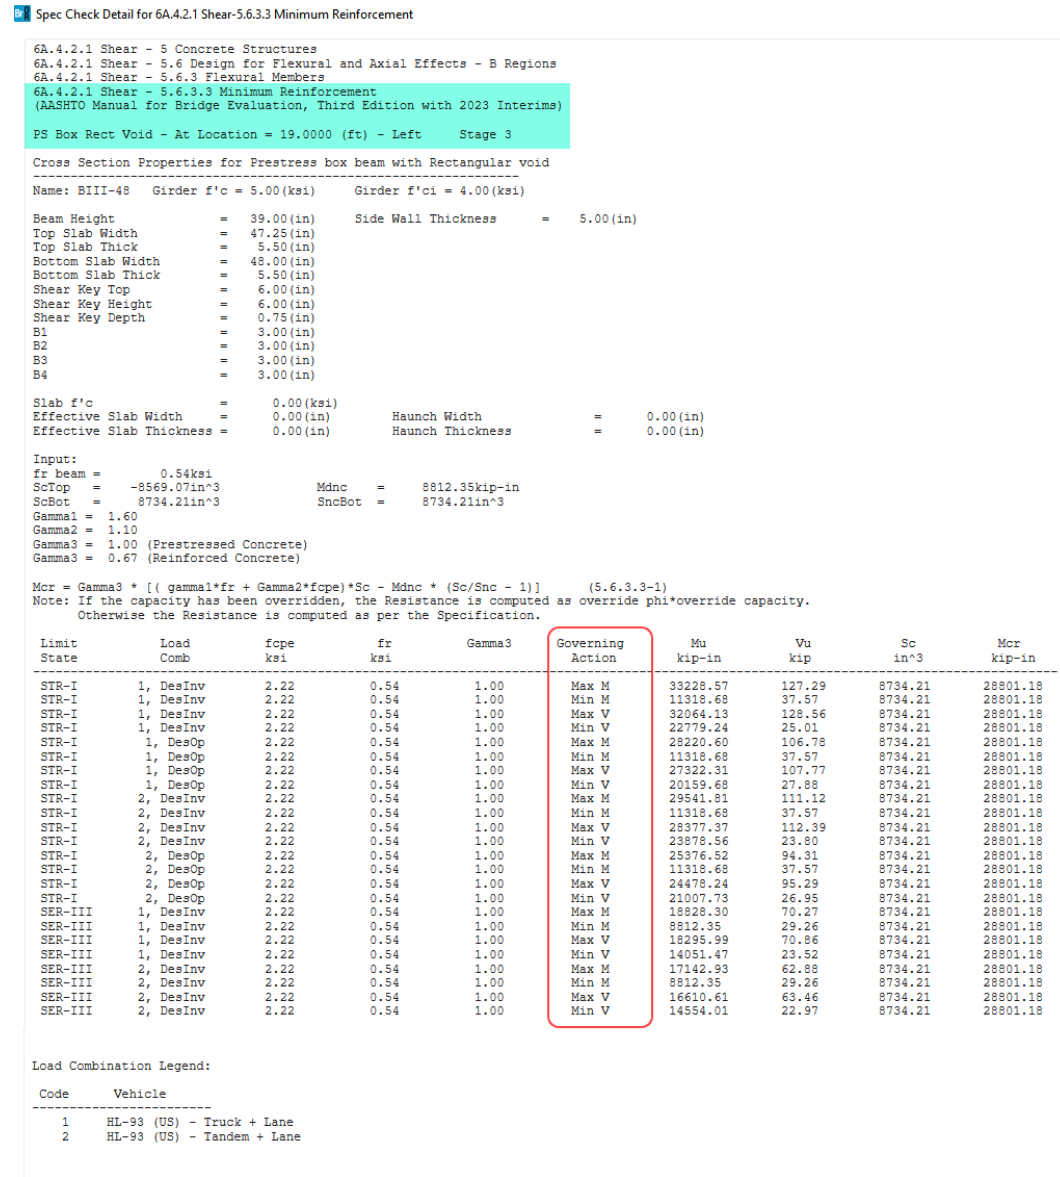 Br Spec Check Detail for 6A.4.2.1 Shear-5.6.3.3 Minimum Reinforcement
6A.4.2.1 Shear - 5 Concrete Structures
6A.4.2.1 Shear - 5.6 Design for Flexural and Axial Effects - B Regions
6A.4.2.1 Shear - 5.6.3 Flexural Members
6A.4.2.1 Shear - 5.6.3.3 Minimum Reinforcement
(AASHTO Manual for Bridge Evaluation, Third Edition with 2023 Interims)
PS Box Rect Void - At Location = 19.0000 (ft) - Left Stage 3
Cross Section Properties for Prestress box beam with Rectangular void
Name: BIII-48 Girder f'c = 5.00(ksi) Girder f'ci = 4.00(ksi)
Beam Height = 39.00(in) Side Wall Thickness = 5.00(in)
Top Slab Width = 47.25(in)
Top Slab Thick = 5.50(in)
Bottom Slab Width = 48.00(in)
Bottom Slab Thick = 5.50(in)
Shear Key Top = 6.00(in)
Shear Key Height = 6.00(in)
Shear Key Depth = 0.75(in)
B1 = 3.00(in)
B2 = 3.00(in)
B3 = 3.00(in)
B4 = 3.00(in)
Slab f'c = 0.00(ksi)
Effective Slab Width = 0.00(in) Haunch Width = 0.00(in)
Effective Slab Thickness = 0.00(in) Haunch Thickness = 0.00(in)
Input:
fr beam = 0.54ksi
ScTop = -8569.07in^3 Mdnc = 8812.35kip-in
ScBot = 8734.21in^3 SncBot = 8734.21in^3
Gamma1 = 1.60
Gamma2 = 1.10
Gamma3 = 1.00 (Prestressed Concrete)
Gamma3 = 0.67 (Reinforced Concrete)
Mcr = Gamma3 * [( gamma1*fr + Gamma2*fcpe)*Sc - Mdnc * (Sc/Snc - 1)] (5.6.3.3-1)
Note: If the capacity has been overridden, the Resistance is computed as override phi*override capacity.
Otherwise the Resistance is computed as per the Specification.
Limit Load fcpe fr Gamma3 Governing Mu Vu Sc Mcr
State Comb ksi ksi Action kip-in kip in^3 kip-in
STR-I 1, DesInv 2.22 0.54 1.00 Max M 33228.57 127.29 8734.21 28801.18
STR-I 1, DesInv 2.22 0.54 1.00 Min M 11318.68 37.57 8734.21 28801.18
STR-I 1, DesInv 2.22 0.54 1.00 Max V 32064.13 128.56 8734.21 28801.18
STR-I 1, DesInv 2.22 0.54 1.00 Min V 22779.24 25.01 8734.21 28801.18
STR-I 1, DesOp 2.22 0.54 1.00 Max M 28220.60 106.78 8734.21 28801.18
STR-I 1, DesOp 2.22 0.54 1.00 Min M 11318.68 37.57 8734.21 28801.18
STR-I 1, DesOp 2.22 0.54 1.00 Max V 27322.31 107.77 8734.21 28801.18
STR-I 1, DesOp 2.22 0.54 1.00 Min V 20159.68 27.88 8734.21 28801.18
STR-I 2, DesInv 2.22 0.54 1.00 Max M 29541.81 111.12 8734.21 28801.18
STR-I 2, DesInv 2.22 0.54 1.00 Min M 11318.68 37.57 8734.21 28801.18
STR-I 2, DesInv 2.22 0.54 1.00 Max V 28377.37 112.39 8734.21 28801.18
STR-I 2, DesInv 2.22 0.54 1.00 Min V 23878.56 23.80 8734.21 28801.18
STR-I 2, DesOp 2.22 0.54 1.00 Max M 25376.52 94.31 8734.21 28801.18
STR-I 2, DesOp 2.22 0.54 1.00 Min M 11318.68 37.57 8734.21 28801.18
STR-I 2, DesOp 2.22 0.54 1.00 Max V 24478.24 95.29 8734.21 28801.18
STR-I 2, DesOp 2.22 0.54 1.00 Min V 21007.73 26.95 8734.21 28801.18
SER-III 1, DesInv 2.22 0.54 1.00 Max M 18828.30 70.27 8734.21 28801.18
SER-III 1, DesInv 2.22 0.54 1.00 Min M 8812.35 29.26 8734.21 28801.18
SER-III 1, DesInv 2.22 0.54 1.00 Max V 18295.99 70.86 8734.21 28801.18
SER-III 1, DesInv 2.22 0.54 1.00 Min V 14051.47 23.52 8734.21 28801.18
SER-III 2, DesInv 2.22 0.54 1.00 Max M 17142.93 62.88 8734.21 28801.18
SER-III 2, DesInv 2.22 0.54 1.00 Min M 8812.35 29.26 8734.21 28801.18
SER-III 2, DesInv 2.22 0.54 1.00 Max V 16610.61 63.46 8734.21 28801.18
SER-III 2, DesInv 2.22 0.54 1.00 Min V 14554.01 22.97 8734.21 28801.18
Load Combination Legend:
Code Vehicle
1 HL-93 (US) - Truck + Lane
2 HL-93 (US) - Tandem + Lane